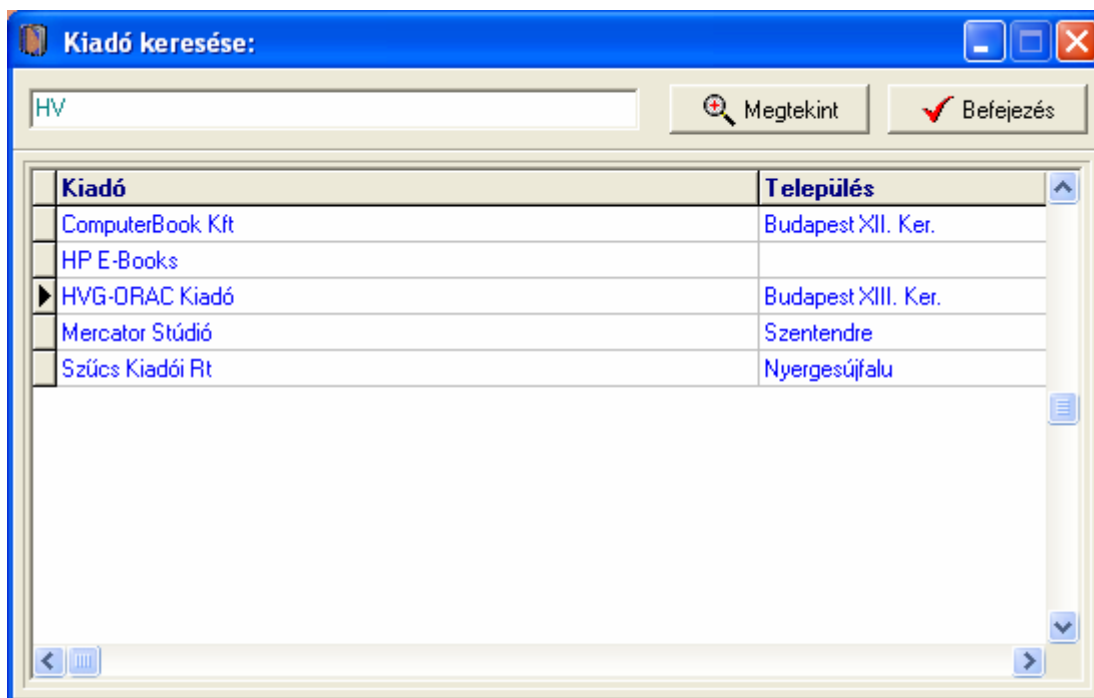 Kiadó keresése:
HV
Megtekint
Befejezés
Kiadó Település
ComputerBook Kft Budapest XII. Ker.
HP E-Books
HVG-ORAC Kiadó Budapest XIII. Ker.
Mercator Stúdió Szentendre
Szűcs Kiadói Rt Nyergesújfalu